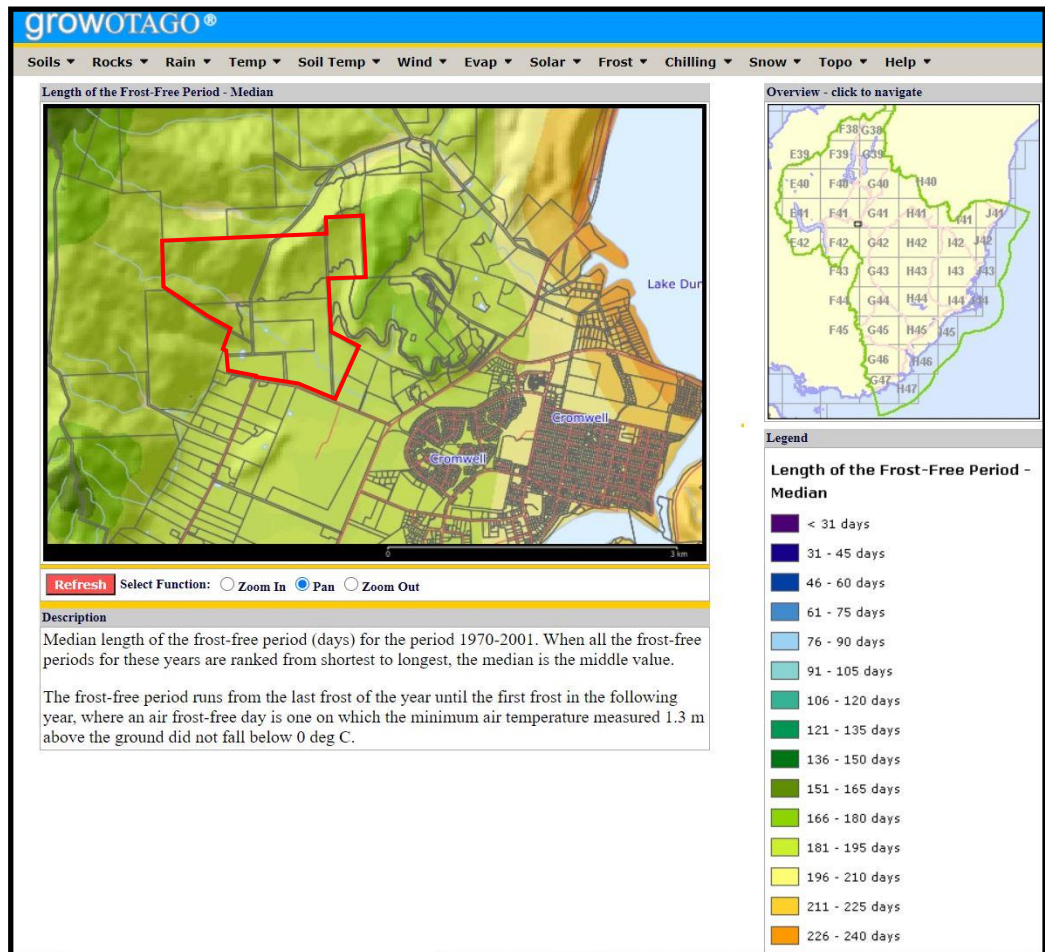 growOTAGO®
Soils ▾ Rocks ▾ Rain ▾ Temp ▾ Soil Temp ▾ Wind ▾ Evap ▾ Solar ▾ Frost ▾ Chilling ▾ Snow ▾ Topo ▾ Help ▾
Length of the Frost-Free Period - Median
Lake Dun
Cromwell
Cromwell
0 3 km
Refresh Select Function: Zoom In Pan Zoom Out
Description
Median length of the frost-free period (days) for the period 1970-2001. When all the frost-free
periods for these years are ranked from shortest to longest, the median is the middle value.
The frost-free period runs from the last frost of the year until the first frost in the following
year, where an air frost-free day is one on which the minimum air temperature measured 1.3 m
above the ground did not fall below 0 deg C.
Overview - click to navigate
F38 G38
E39 F39 G39
E40 F40 G40 H40
E41 F41 G41 H41 I41 J41
E42 F42 G42 H42 I42 J42
F43 G43 H43 I43 J43
F44 G44 H44 I44 J44
F45 G45 H45 I45
G46 H46
G47 H47
Legend
Length of the Frost-Free Period -
Median
< 31 days
31 - 45 days
46 - 60 days
61 - 75 days
76 - 90 days
91 - 105 days
106 - 120 days
121 - 135 days
136 - 150 days
151 - 165 days
166 - 180 days
181 - 195 days
196 - 210 days
211 - 225 days
226 - 240 days